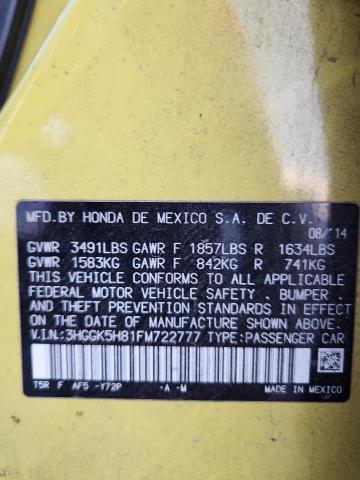 MFD.BY HONDA DE MEXICO S.A. DE C.V. 08/'14
GVWR 3491LBS GAWR F 1857LBS R 1634LBS
GVWR 1583KG GAWR F 842KG R 741KG
THIS VEHICLE CONFORMS TO ALL APPLICABLE
FEDERAL MOTOR VEHICLE SAFETY . BUMPER .
AND THEFT PREVENTION STANDARDS IN EFFECT
ON THE DATE OF MANUFACTURE SHOWN ABOVE.
V.I.N:3HGGK5H81FM722777 TYPE:PASSENGER CAR
T5R F AF5 -Y72P -A -M MADE IN MEXICO